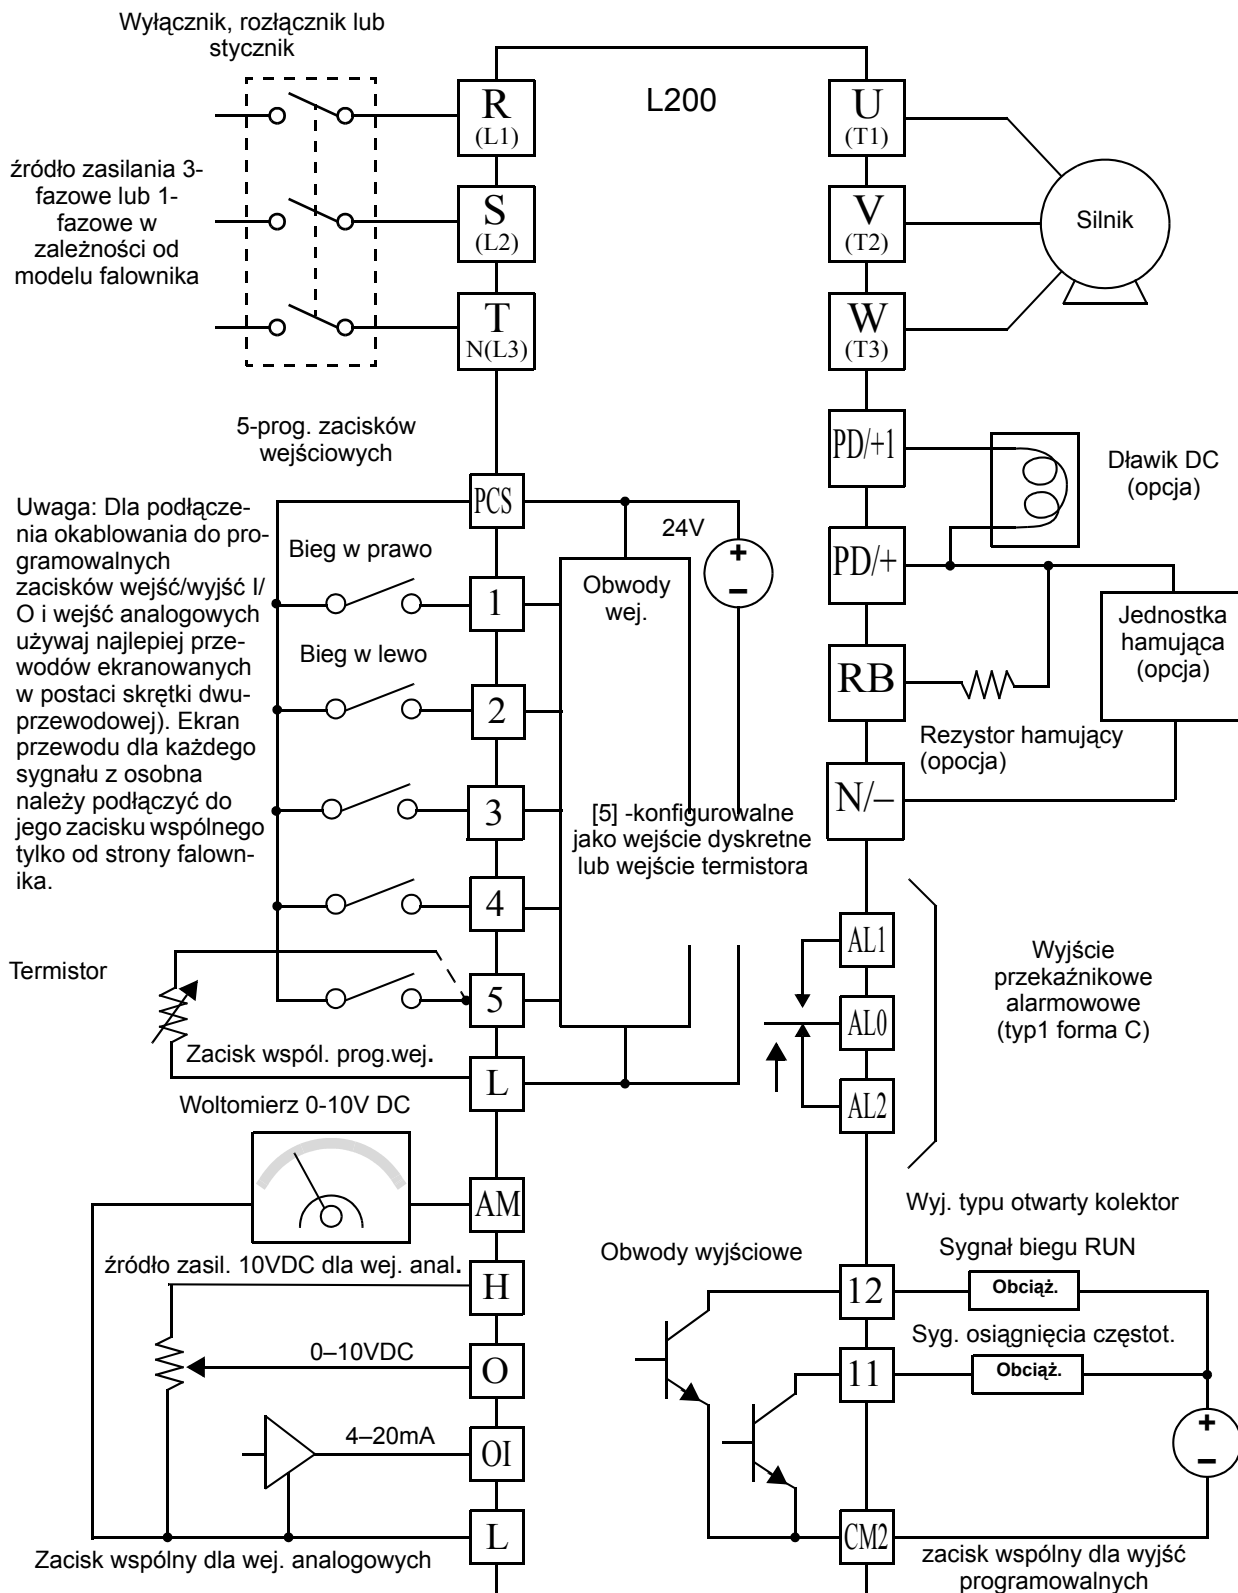 Wyłącznik, rozłącznik lub
stycznik
L200
R
(L1)
S
(L2)
T
N(L3)
U
(T1)
V
(T2)
W
(T3)
Silnik
źródło zasilania 3-
fazowe lub 1-
fazowe w
zależności od
modelu falownika
5-prog. zacisków
wejściowych
PD/+1
Dławik DC
(opcja)
PD/+
Jednostka
hamująca
(opcja)
RB
Rezystor hamujący
(opocja)
N/–
Uwaga: Dla podłącze-
nia okablowania do pro-
gramowalnych
zacisków wejść/wyjść I/
O i wejść analogowych
używaj najlepiej prze-
wodów ekranowanych
w postaci skrętki dwu-
przewodowej). Ekran
przewodu dla każdego
sygnału z osobna
należy podłączyć do
jego zacisku wspólnego
tylko od strony falown-
ika.
PCS
24V
+
–
Bieg w prawo
1
Obwody
wej.
Bieg w lewo
2
3
[5] -konfigurowalne
jako wejście dyskretne
lub wejście termistora
4
Termistor
5
Zacisk wspól. prog.wej.
L
AL1
AL0
AL2
Wyjście
przekaźnikowe
alarmowowe
(typ1 forma C)
Woltomierz 0-10V DC
AM
źródło zasil. 10VDC dla wej. anal.
H
0–10VDC
O
4–20mA
OI
L
Zacisk wspólny dla wej. analogowych
Wyj. typu otwarty kolektor
Obwody wyjściowe
Sygnał biegu RUN
12
Obciąż.
Syg. osiągnięcia częstot.
11
Obciąż.
+
–
CM2
zacisk wspólny dla wyjść
programowalnych